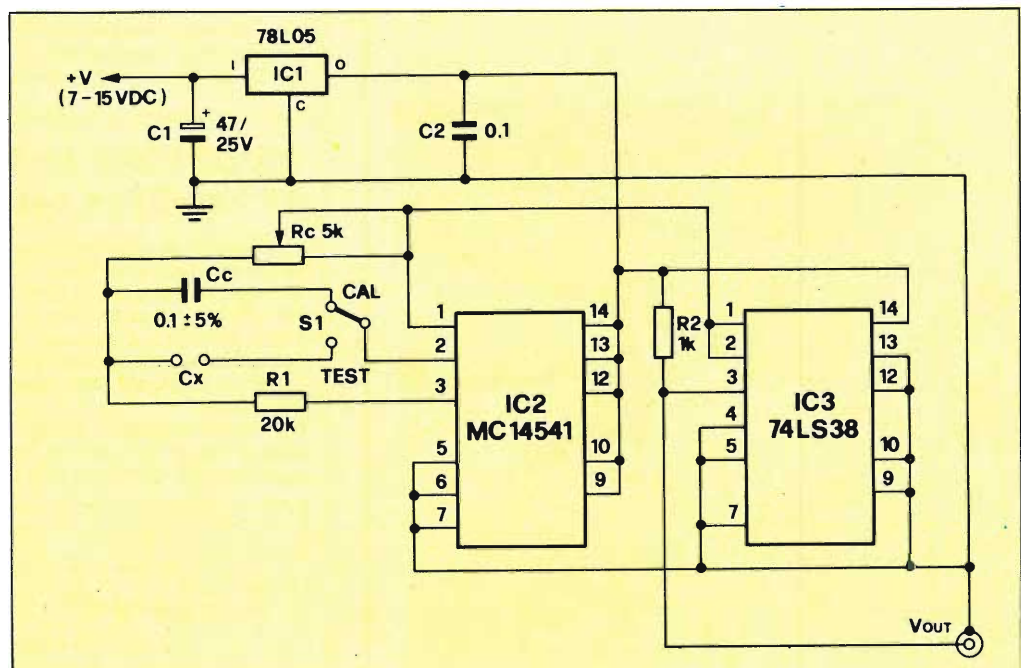 78L05
I
IC1
O
C
+V
(7-15VDC)
C1
+
47/
25V
C2
0.1
Rc 5k
Cc
0.1±5%
CAL
S1
TEST
Cx
R1
20k
1
2
3
5
6
7
IC2
MC14541
14
13
12
10
9
R2
1k
1
2
3
4
5
7
IC3
74LS38
14
13
12
10
9
VOUT